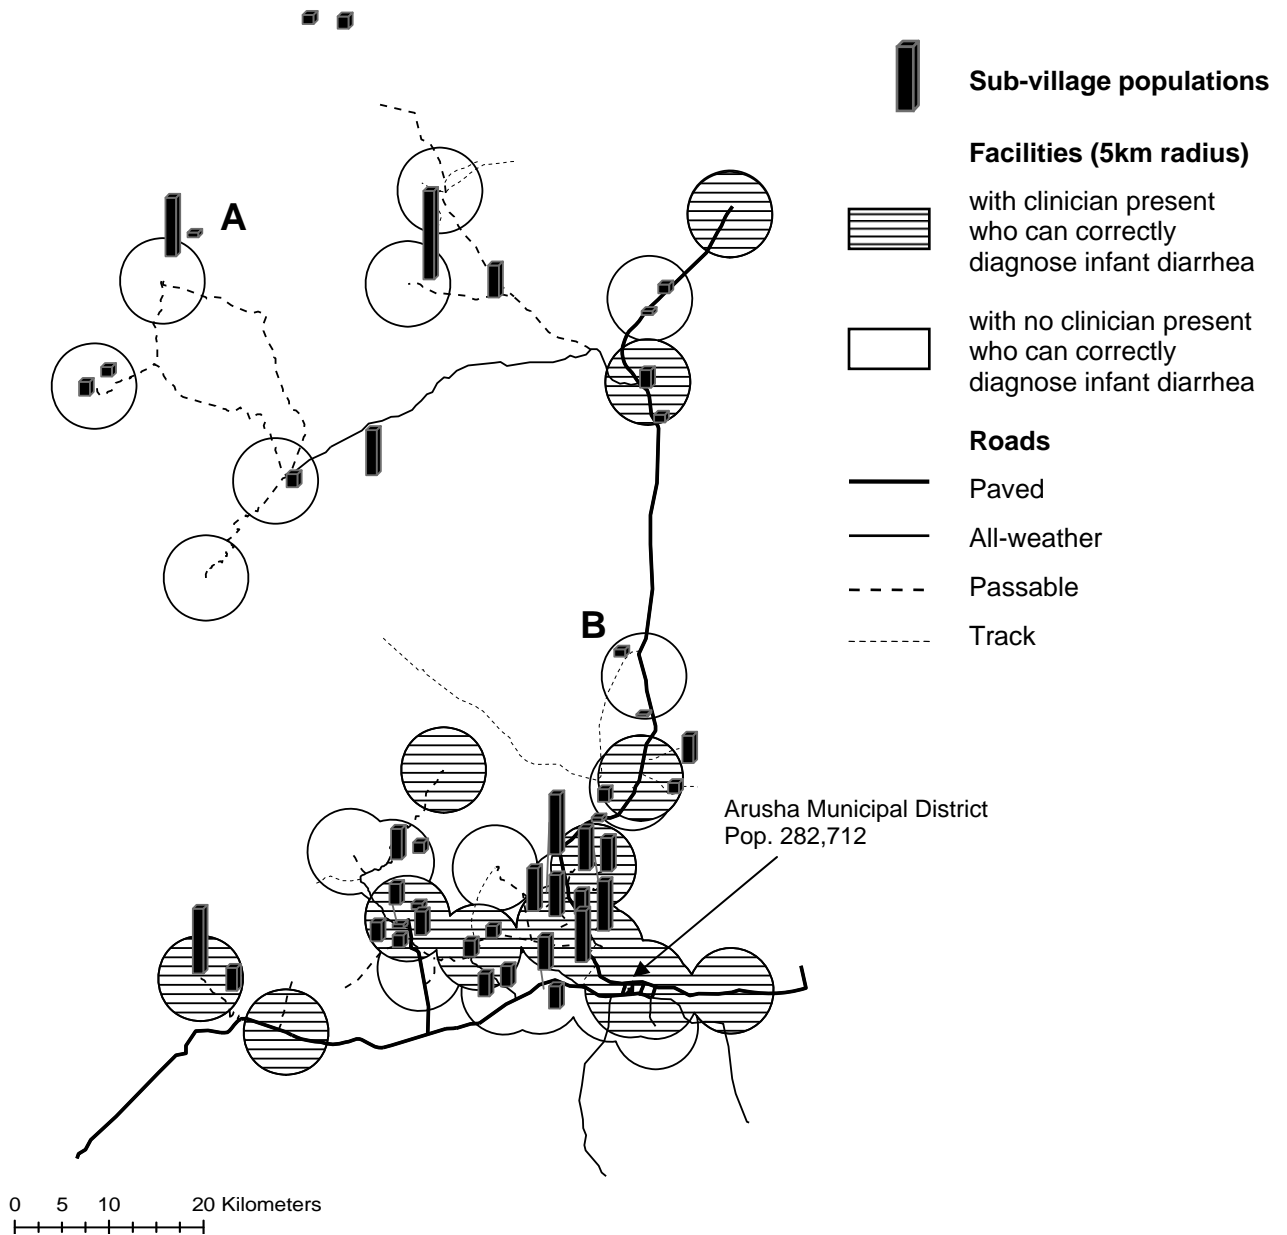 Sub-village populations
Facilities (5km radius)
with clinician present
who can correctly
diagnose infant diarrhea
with no clinician present
who can correctly
diagnose infant diarrhea
Roads
Paved
All-weather
Passable
Track
A
B
Arusha Municipal District
Pop. 282,712
0 5 10 20 Kilometers